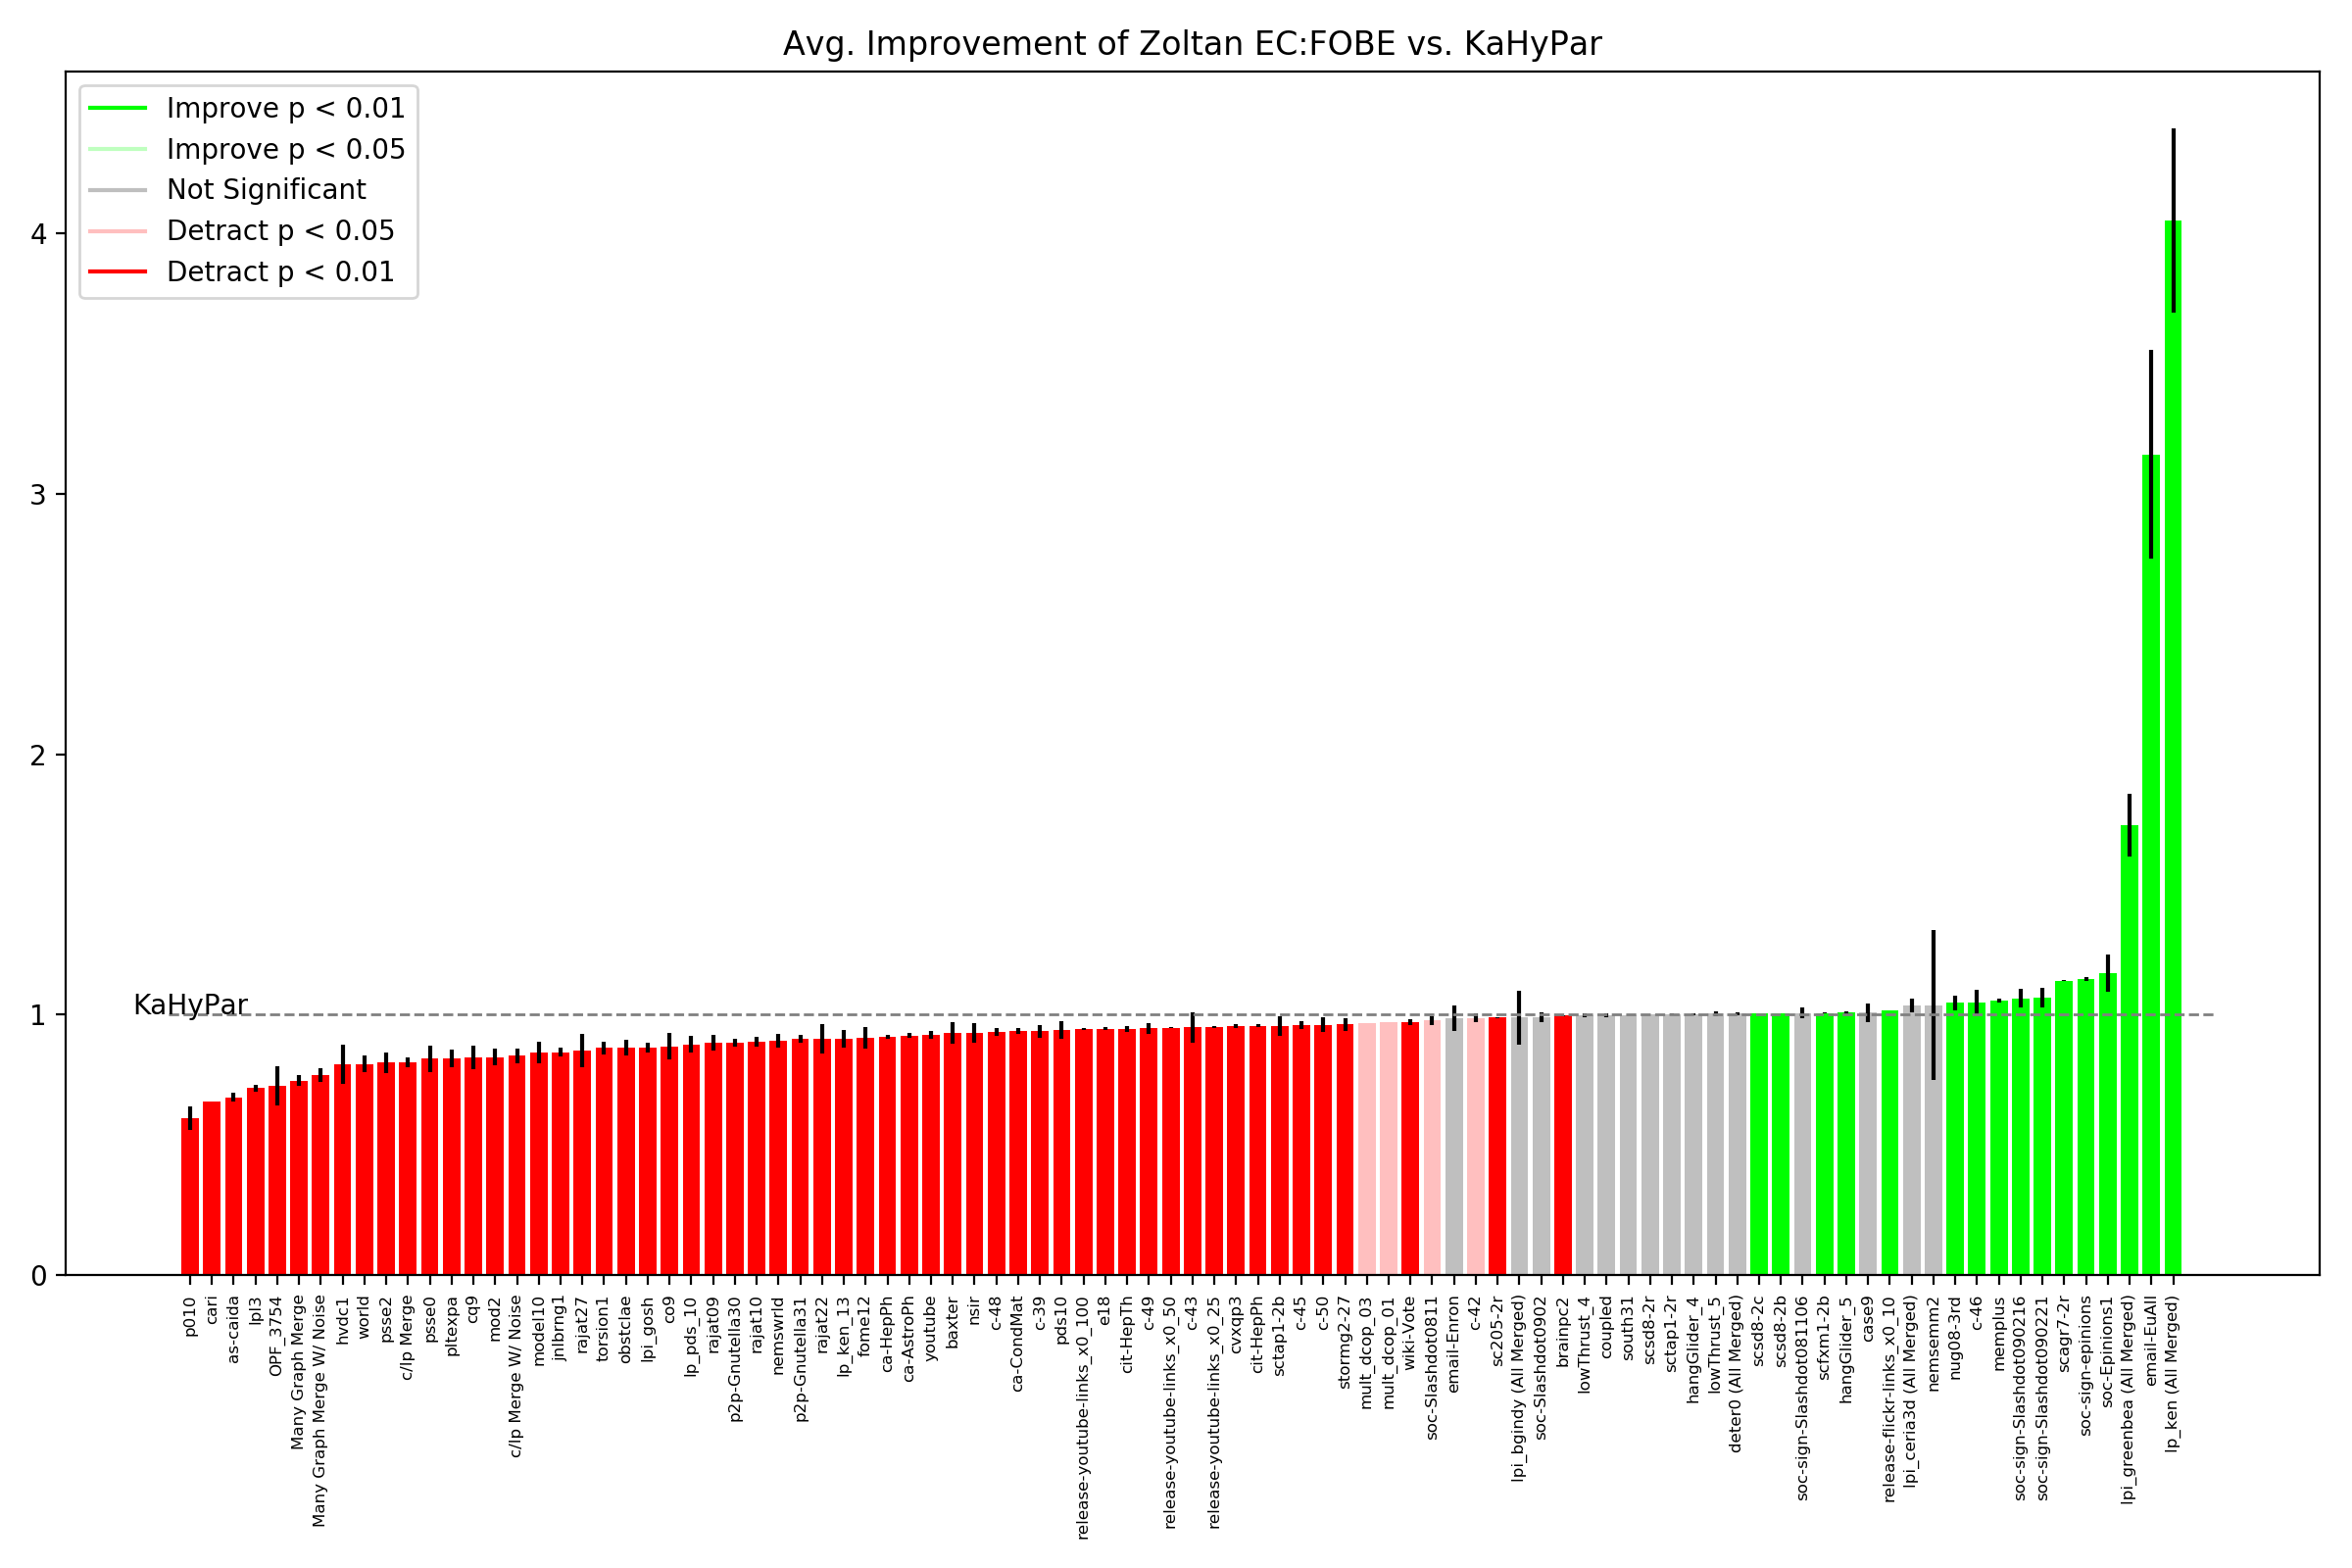 Avg. Improvement of Zoltan EC:FOBE vs. KaHyPar
Improve p < 0.01
Improve p < 0.05
Not Significant
Detract p < 0.05
Detract p < 0.01
4
3
2
1
0
KaHyPar
p010
cari
as-caida
lpl3
OPF_3754
Many Graph Merge
Many Graph Merge W/ Noise
hvdc1
world
psse2
c/lp Merge
psse0
pltexpa
cq9
mod2
c/lp Merge W/ Noise
model10
jnlbrng1
rajat27
torsion1
obstclae
lpi_gosh
co9
lp_pds_10
rajat09
p2p-Gnutella30
rajat10
nemswrld
p2p-Gnutella31
rajat22
lp_ken_13
fome12
ca-HepPh
ca-AstroPh
youtube
baxter
nsir
c-48
ca-CondMat
c-39
pds10
release-youtube-links_x0_100
e18
cit-HepTh
c-49
release-youtube-links_x0_50
c-43
release-youtube-links_x0_25
cvxqp3
cit-HepPh
sctap1-2b
c-45
c-50
stormg2-27
mult_dcop_03
mult_dcop_01
wiki-Vote
soc-Slashdot0811
email-Enron
c-42
sc205-2r
lpi_bgindy (All Merged)
soc-Slashdot0902
brainpc2
lowThrust_4
coupled
south31
scsd8-2r
sctap1-2r
hangGlider_4
lowThrust_5
deter0 (All Merged)
scsd8-2c
scsd8-2b
soc-sign-Slashdot081106
scfxm1-2b
hangGlider_5
case9
release-flickr-links_x0_10
lpi_ceria3d (All Merged)
nemsemm2
nug08-3rd
c-46
memplus
soc-sign-Slashdot090216
soc-sign-Slashdot090221
scagr7-2r
soc-sign-epinions
soc-Epinions1
lpi_greenbea (All Merged)
email-EuAll
lp_ken (All Merged)